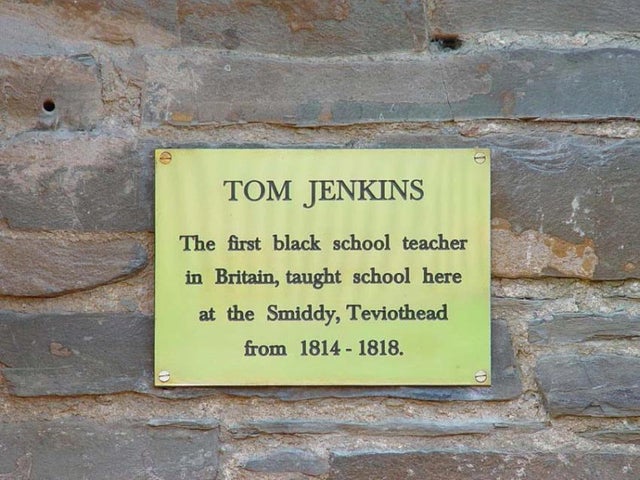 TOM JENKINS
The first black school teacher
in Britain, taught school here
at the Smiddy, Teviothead
from 1814 - 1818.